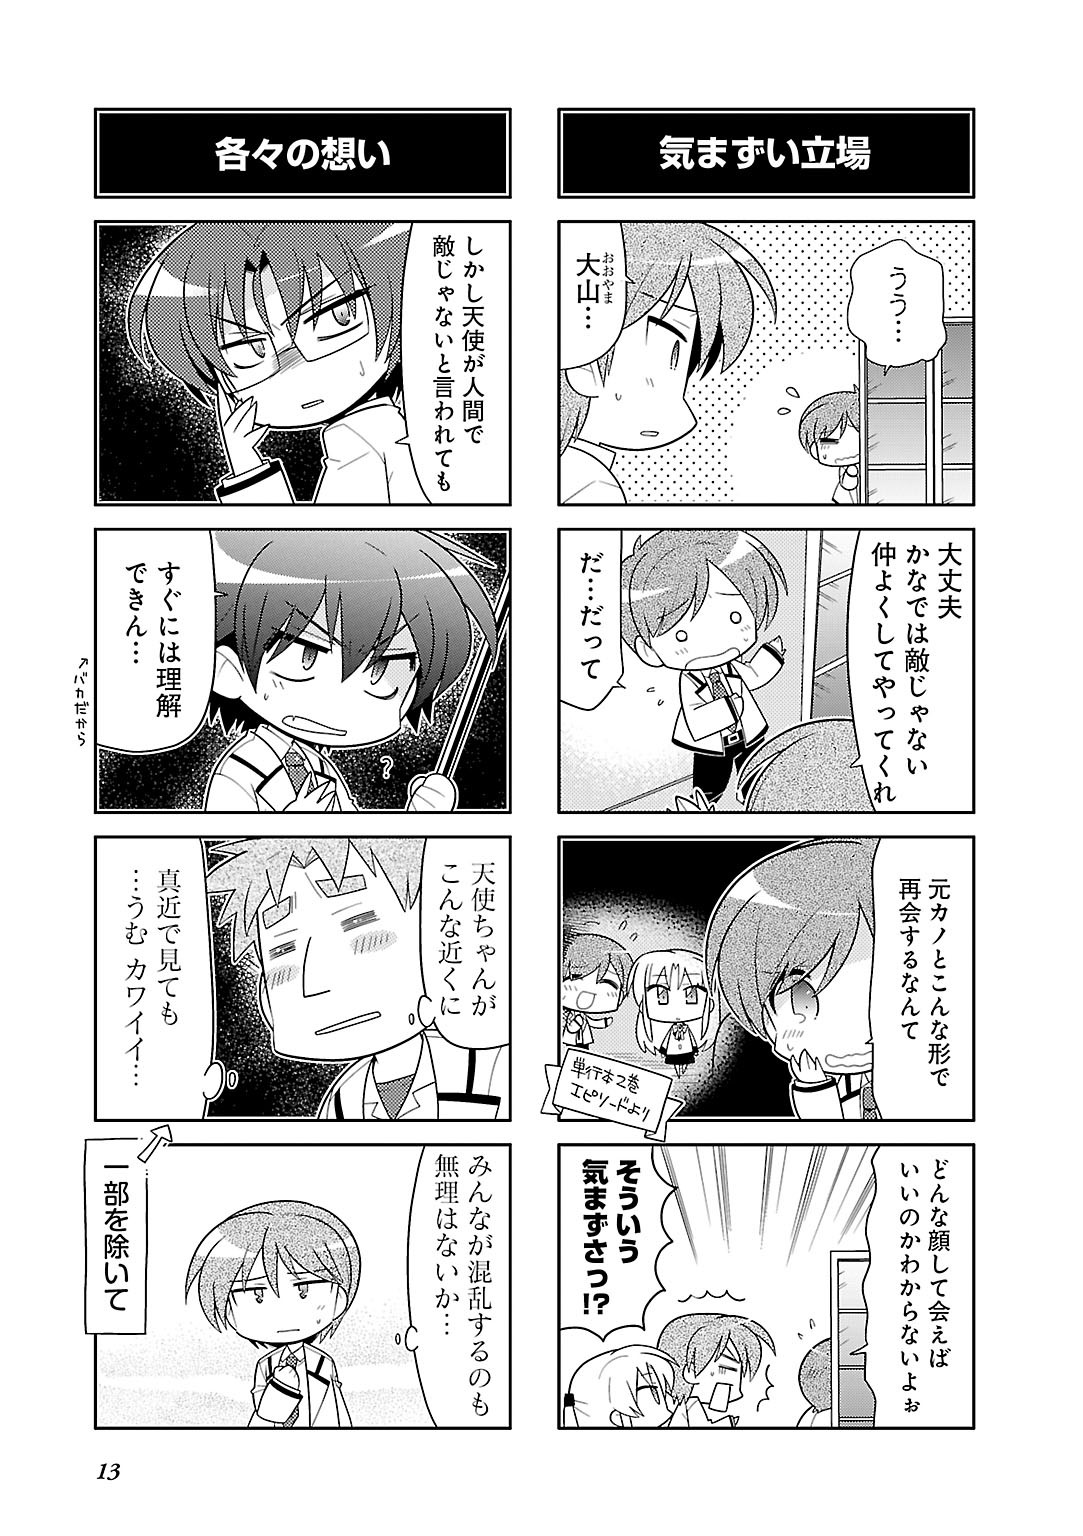 気まずい立場
うう…
大山…
おおやま
大丈夫
かなでは敵じゃない
仲よくしてやってくれ
だ…だって
元カノとこんな形で
再会するなんて
単行本2巻
エピソードより
どんな顔して会えば
いいのかわからないよぉ
そういう
気まずさっ!?
各々の想い
しかし天使が人間で
敵じゃないと言われても
すぐには理解
できん…
↗バカだから
?
天使ちゃんが
こんな近くに
真近で見ても
…うむ カワイイ…
一部を除いて
みんなが混乱するのも
無理はないか…
13